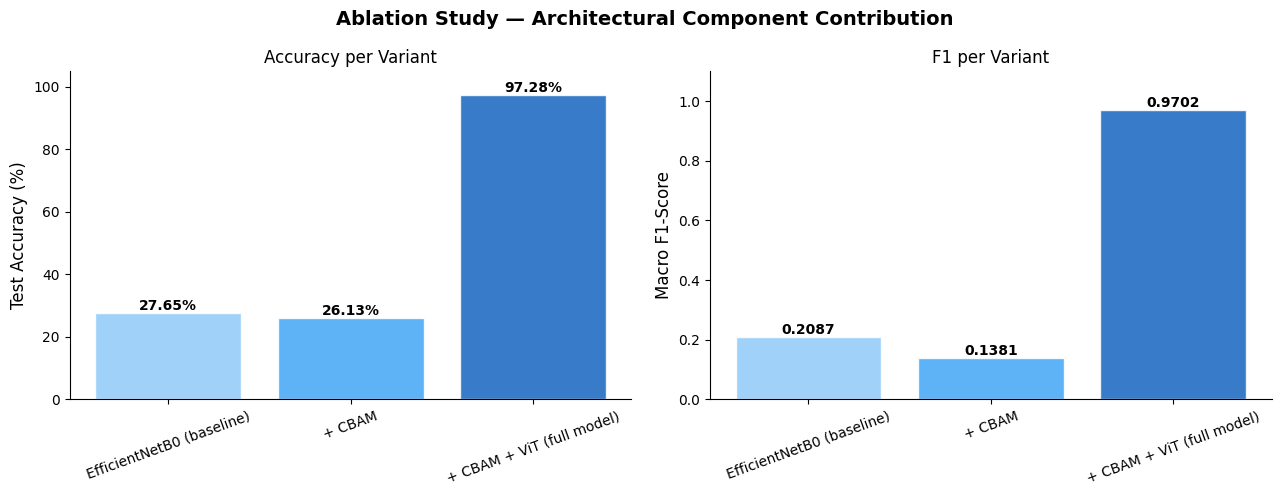 Ablation Study — Architectural Component Contribution
Accuracy per Variant
Test Accuracy (%)
100
80
60
40
20
0
27.65%
26.13%
97.28%
EfficientNetB0 (baseline)
+ CBAM
+ CBAM + ViT (full model)
F1 per Variant
Macro F1-Score
1.0
0.8
0.6
0.4
0.2
0.0
0.2087
0.1381
0.9702
EfficientNetB0 (baseline)
+ CBAM
+ CBAM + ViT (full model)